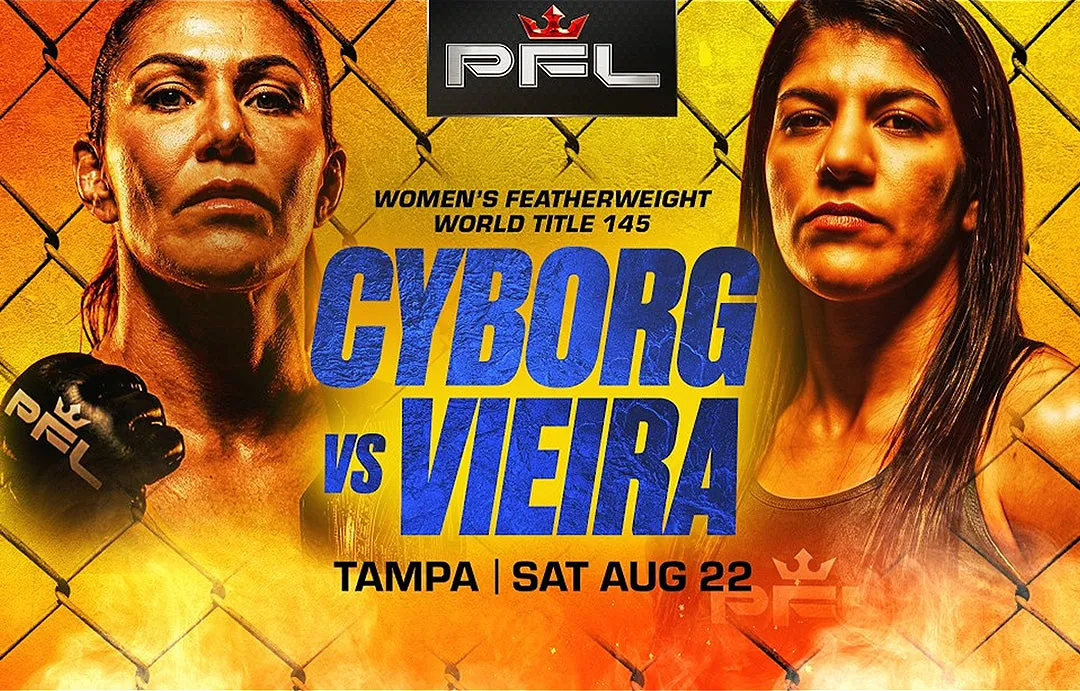 PFL
WOMEN'S FEATHERWEIGHT
WORLD TITLE 145
CYBORG
VS VIEIRA
TAMPA | SAT AUG 22
PFL
PFL